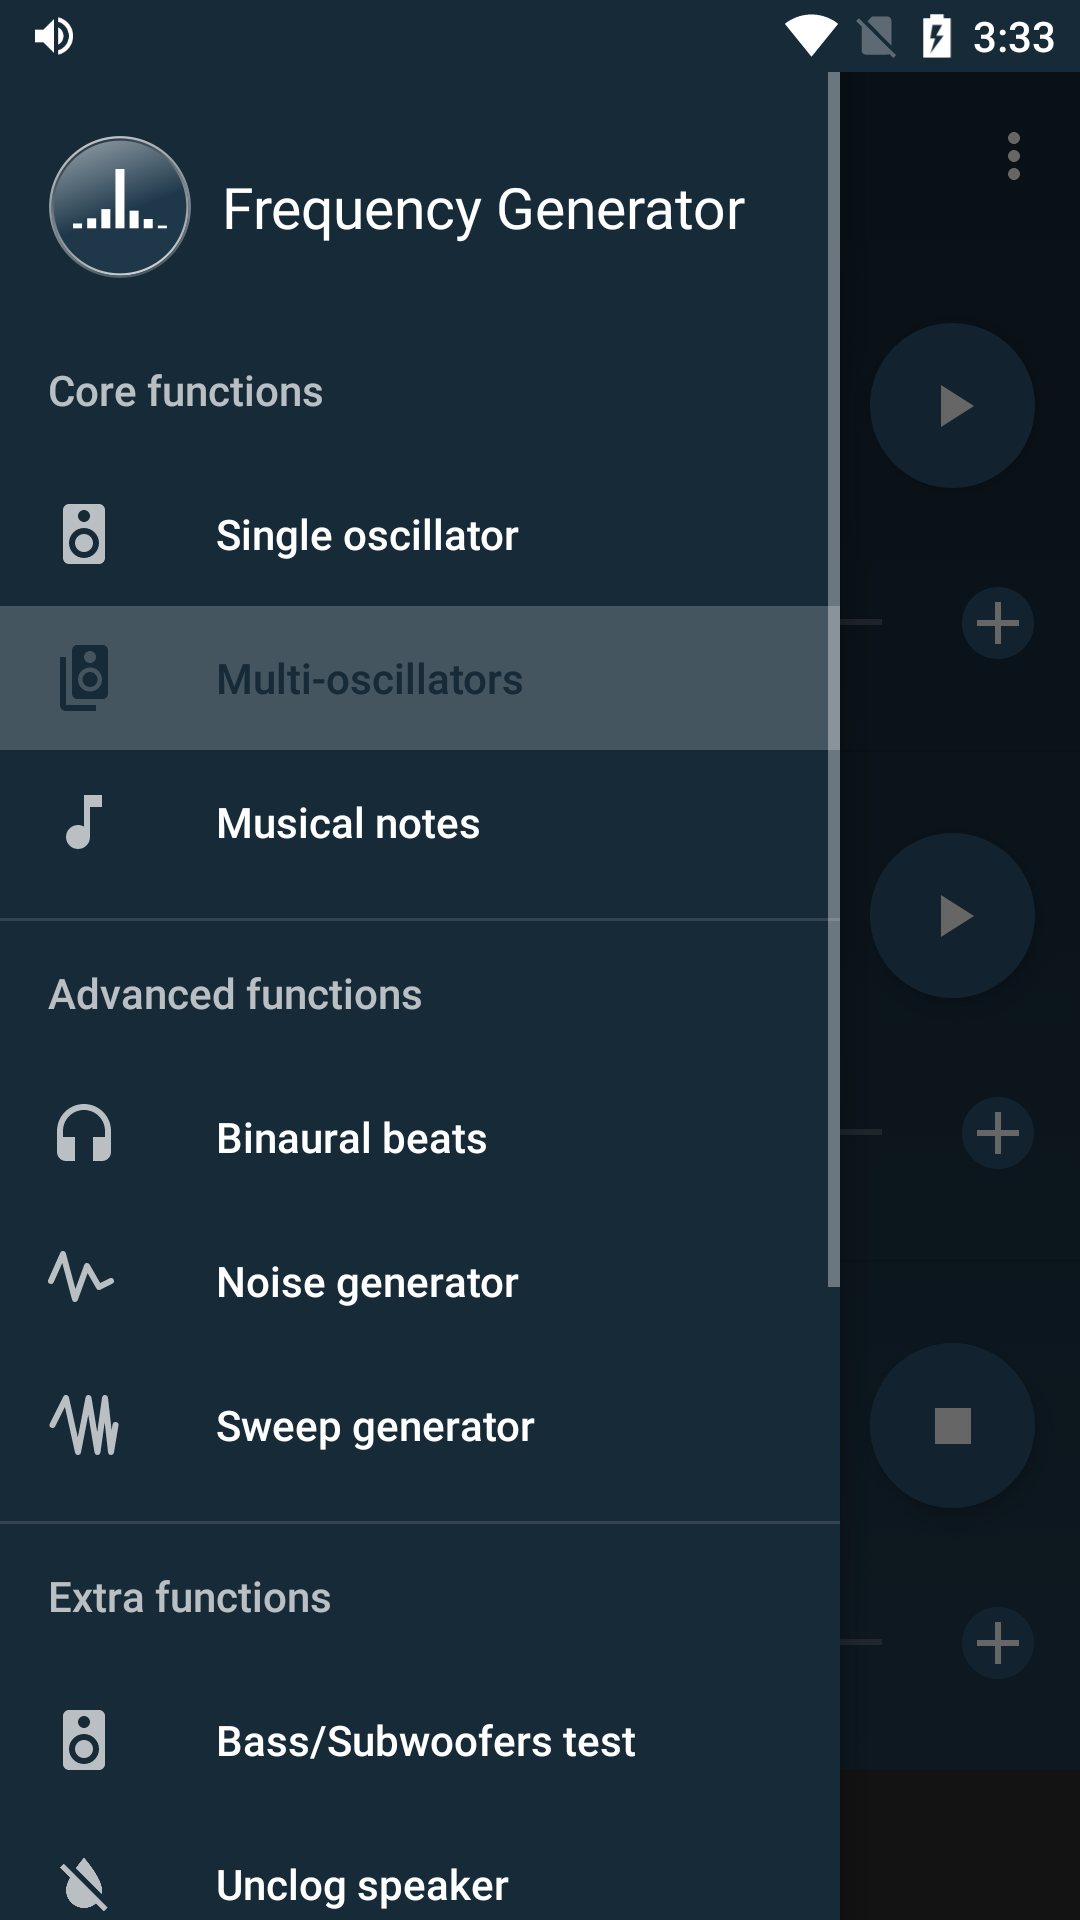 3:33
Frequency Generator
Core functions
Single oscillator
Multi-oscillators
Musical notes
Advanced functions
Binaural beats
Noise generator
Sweep generator
Extra functions
Bass/Subwoofers test
Unclog speaker